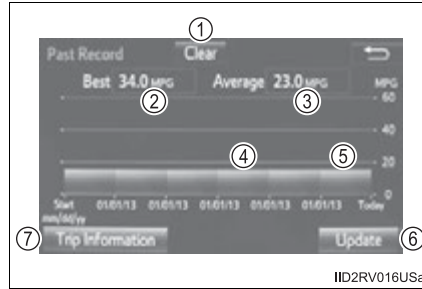 ①
Past Record Clear
Best 34.0 MPG Average 23.0 MPG MPG
② ③
60
40
④ ⑤
20
0
Start 01/01/13 01/01/13 01/01/13 01/01/13 01/01/13 Today
mm/dd/yy
⑦ Trip Information Update ⑥
IID2RV016USa